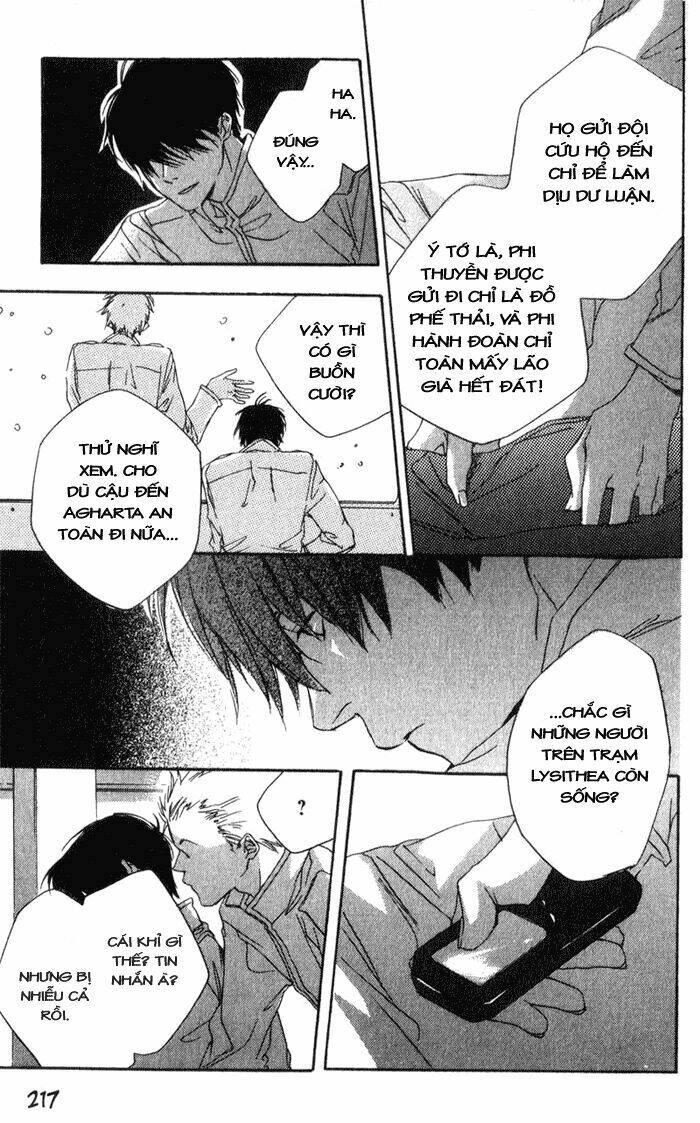 HỌ GỬI ĐỘI
CỨU HỘ ĐẾN
CHỈ ĐỂ LÀM
DỊU DƯ LUẬN.
Ý TỚ LÀ, PHI
THUYỀN ĐƯỢC
GỬI ĐI CHỈ LÀ ĐỒ
PHẾ THẢI, VÀ PHI
HÀNH ĐOÀN CHỈ
TOÀN MẤY LÃO
GIÀ HẾT ĐÁT!
HA
HA.
ĐÚNG
VẬY...
VẬY THÌ
CÓ GÌ
BUỒN
CƯỜI?
THỬ NGHĨ
XEM. CHO
DÙ CẬU ĐẾN
AGHARTA AN
TOÀN ĐI NỮA...
...CHẮC GÌ
NHỮNG NGƯỜI
TRÊN TRẠM
LYSITHEA CÒN
SỐNG?
?
CÁI KHỈ GÌ
THẾ? TIN
NHẮN À?
NHƯNG BỊ
NHIỄU CẢ
RỒI.
217